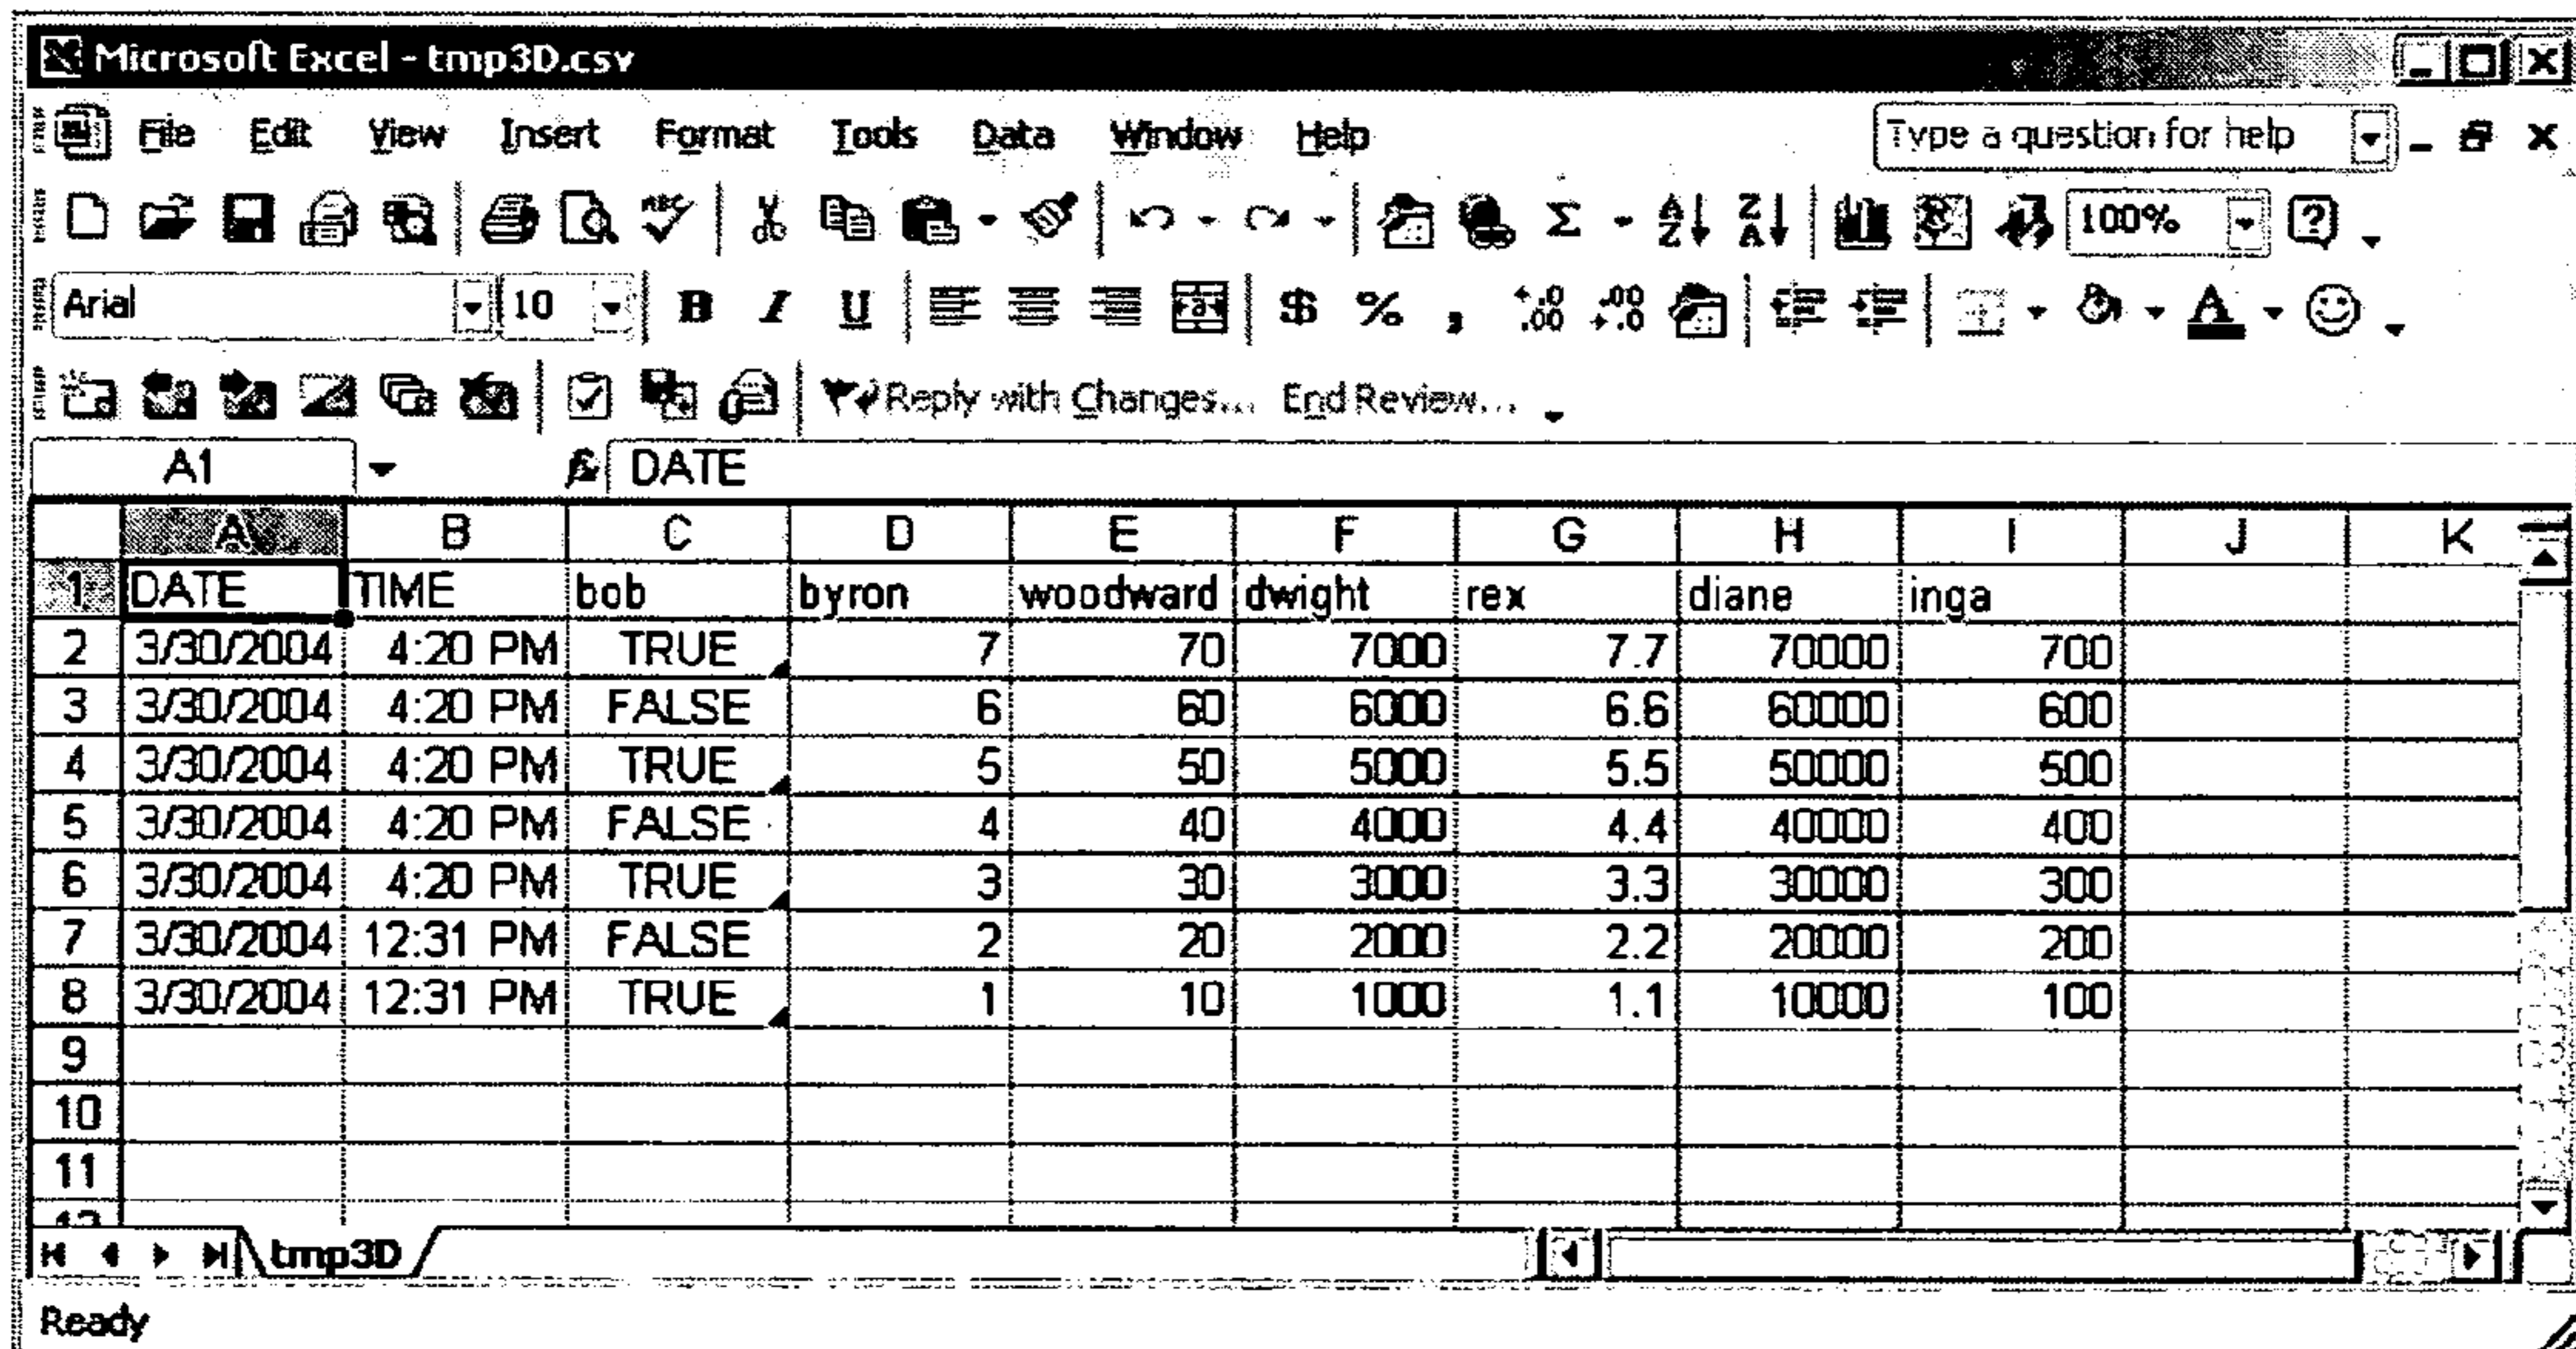 Microsoft Excel - tmp3D.csv
File Edit View Insert Format Tools Data Window Help Type a question for help
ABC Σ A Z Z A 100% ?
Arial 10 B I U a $ % , .0 .00 .00 .0 A
Reply with Changes... End Review...
A1 fx DATE
A B C D E F G H I J K
1 DATE TIME bob byron woodward dwight rex diane inga
2 3/30/2004 4:20 PM TRUE 7 70 7000 7.7 70000 700
3 3/30/2004 4:20 PM FALSE 6 60 6000 6.6 60000 600
4 3/30/2004 4:20 PM TRUE 5 50 5000 5.5 50000 500
5 3/30/2004 4:20 PM FALSE 4 40 4000 4.4 40000 400
6 3/30/2004 4:20 PM TRUE 3 30 3000 3.3 30000 300
7 3/30/2004 12:31 PM FALSE 2 20 2000 2.2 20000 200
8 3/30/2004 12:31 PM TRUE 1 10 1000 1.1 10000 100
9
10
11
tmp3D
Ready